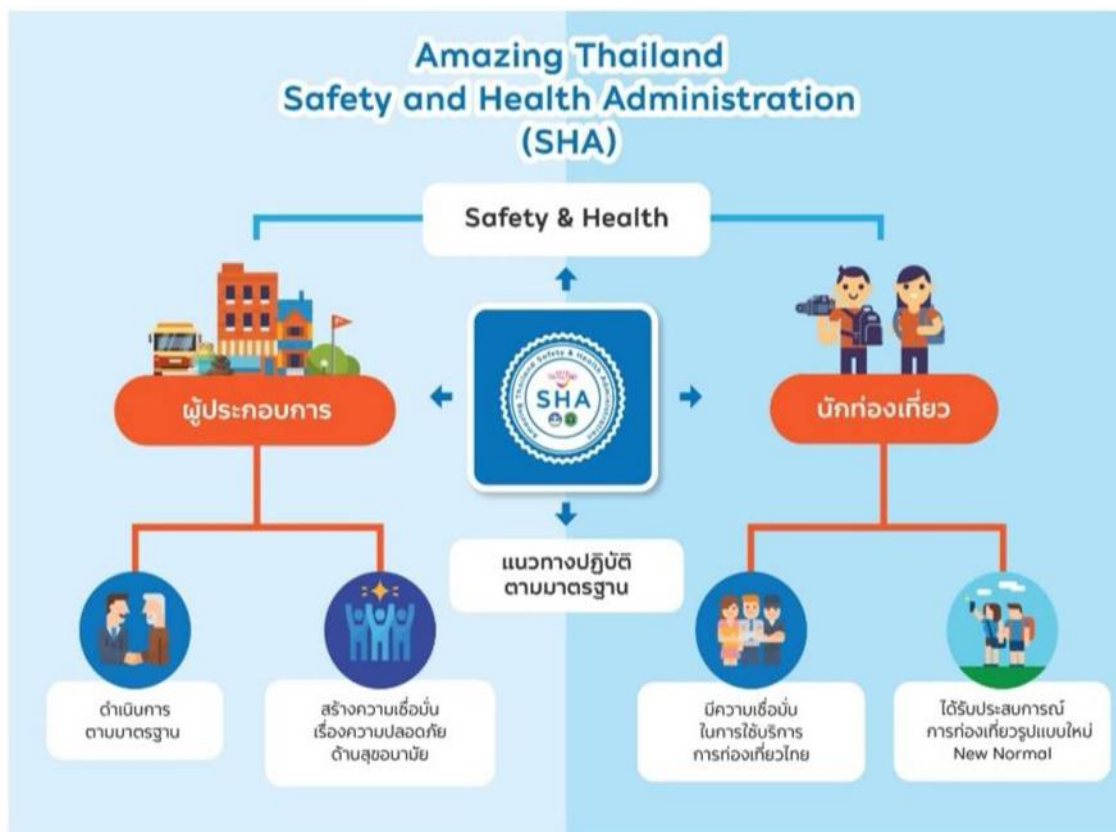 Amazing Thailand
Safety and Health Administration
(SHA)
Safety & Health
Amazing Thailand Safety & Health Administration
SHA
ผู้ประกอบการ
นักท่องเที่ยว
แนวทางปฏิบัติ
ตามมาตรฐาน
ดำเนินการ
ตามมาตรฐาน
สร้างความเชื่อมั่น
เรื่องความปลอดภัย
ด้านสุขอนามัย
มีความเชื่อมั่น
ในการใช้บริการ
การท่องเที่ยวไทย
ได้รับประสบการณ์
การท่องเที่ยวรูปแบบใหม่
New Normal